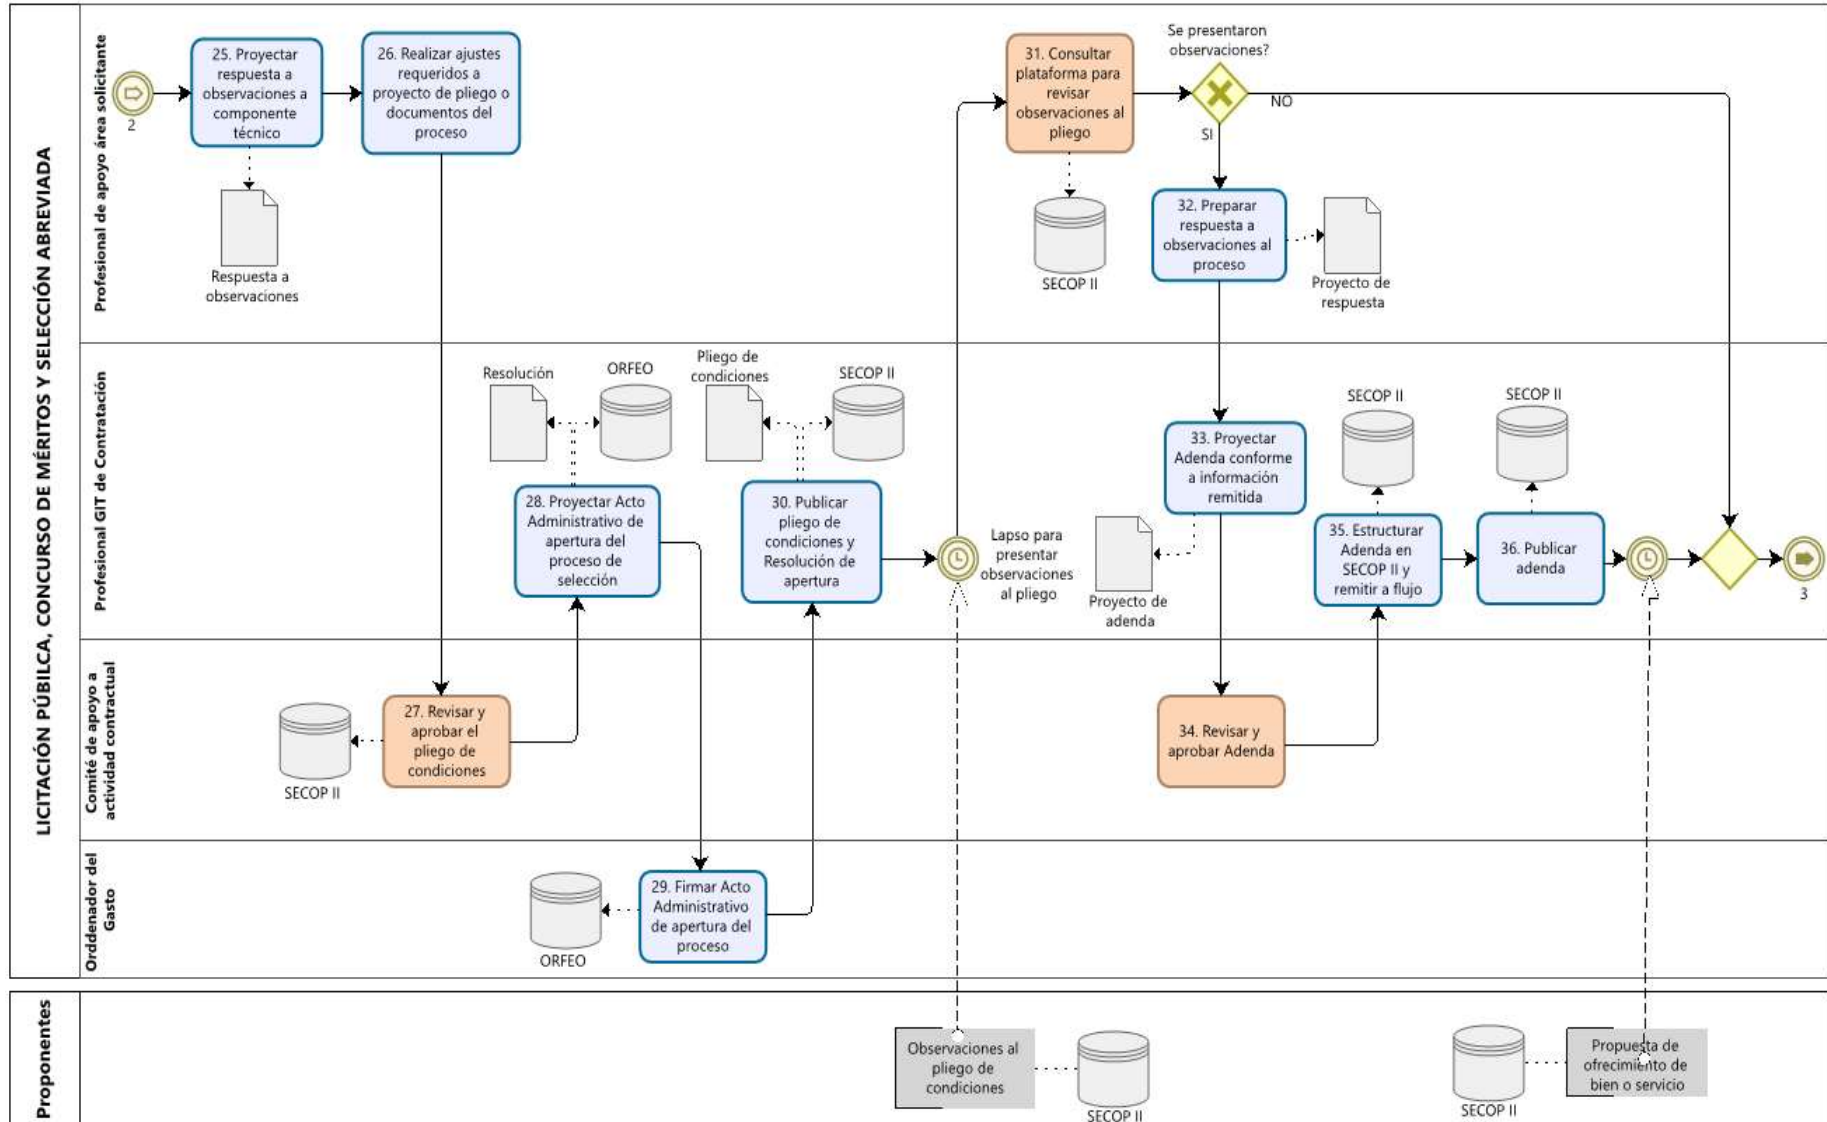 LICITACIÓN PÚBILCA, CONCURSO DE MÉRITOS Y SELECCIÓN ABREVIADA
Profesional de apoyo área solicitante
2
25. Proyectar
respuesta a
observaciones a
componente
técnico
Respuesta a
observaciones
26. Realizar ajustes
requeridos a
proyecto de pliego o
documentos del
proceso
31. Consultar
plataforma para
revisar
observaciones al
pliego
SECOP II
Se presentaron
observaciones?
NO
SI
32. Preparar
respuesta a
observaciones al
proceso
Proyecto de
respuesta
Profesional GIT de Contratación
Resolución
ORFEO
28. Proyectar Acto
Administrativo de
apertura del
proceso de
selección
Pliego de
condiciones
SECOP II
30. Publicar
pliego de
condiciones y
Resolución de
apertura
Lapso para
presentar
observaciones
al pliego
33. Proyectar
Adenda conforme
a información
remitida
Proyecto de
adenda
SECOP II
35. Estructurar
Adenda en
SECOP II y
remitir a flujo
SECOP II
36. Publicar
adenda
3
Comité de apoyo a
actividad contractual
SECOP II
27. Revisar y
aprobar el
pliego de
condiciones
34. Revisar y
aprobar Adenda
Orddenador del
Gasto
ORFEO
29. Firmar Acto
Administrativo
de apertura del
proceso
Proponentes
Observaciones al
pliego de
condiciones
SECOP II
SECOP II
Propuesta de
ofrecimiento de
bien o servicio